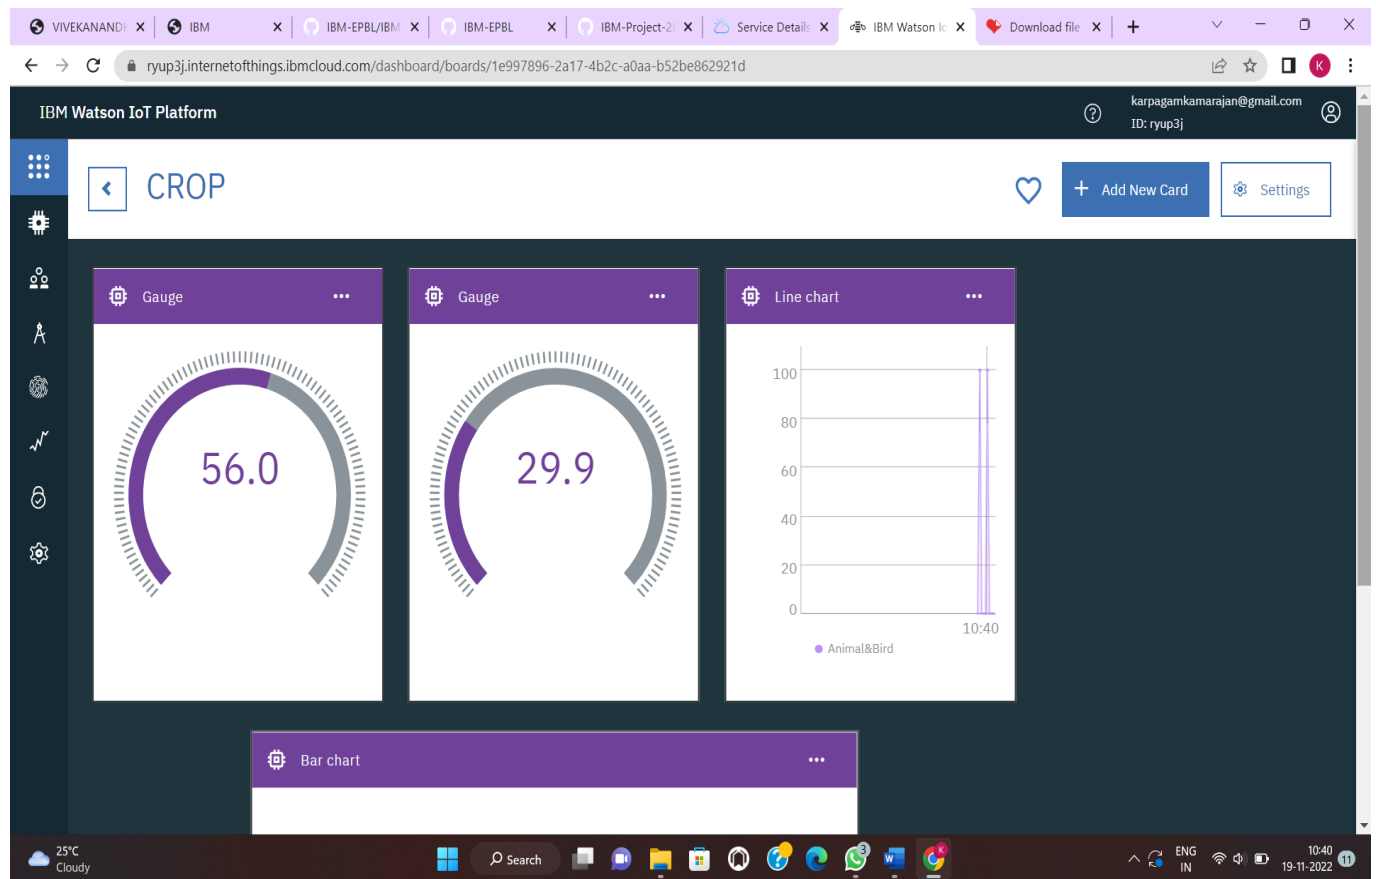 VIVEKANANDH
IBM
IBM-EPBL/IBM
IBM-EPBL
IBM-Project-2
Service Details
IBM Watson Io
Download file
ryup3j.internetofthings.ibmcloud.com/dashboard/boards/1e997896-2a17-4b2c-a0aa-b52be862921d
K
IBM Watson IoT Platform
karpagamkamarajan@gmail.com
ID: ryup3j
CROP
+ Add New Card
Settings
Gauge
Gauge
Line chart
56.0
29.9
100
80
60
40
20
0
10:40
Animal&Bird
Bar chart
25°C
Cloudy
Search
3
K
ENG
IN
10:40
19-11-2022
11